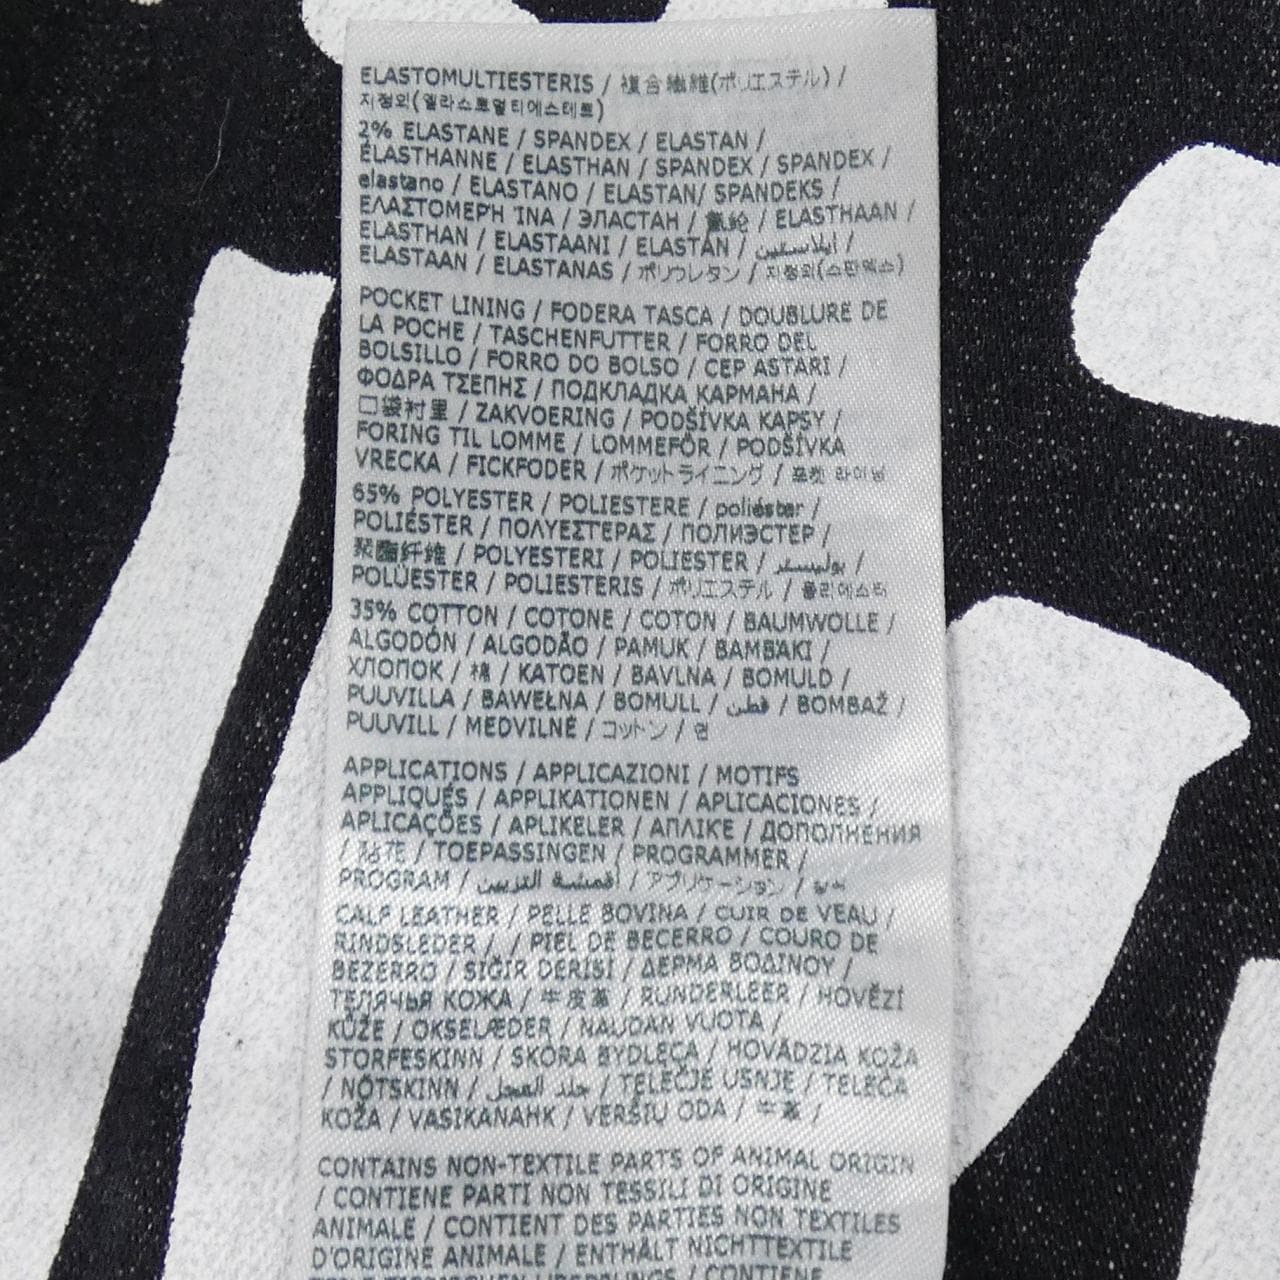 ELASTOMULTIESTERIS / 複合繊維(ポリエステル) /
지정외(엘라스토멀티에스테르)
2% ELASTANE / SPANDEX / ELASTAN /
ÉLASTHANNE / ELASTHAN / SPANDEX / SPANDEX /
elastano / ELASTANO / ELASTAN/ SPANDEKS /
ΕΛΑΣΤΟΜΕΡΉ ΊΝΑ / ЭЛАСТАН / 氨纶 / ELASTHAAN /
ELASTHAN / ELASTAANI / ELASTÁN / إيلاستين /
ELASTAAN / ELASTANAS / ポリウレタン / 지정외(스판덱스)
POCKET LINING / FODERA TASCA / DOUBLURE DE
LA POCHE / TASCHENFUTTER / FORRO DEL
BOLSILLO / FORRO DO BOLSO / CEP ASTARI /
ΦΟΔΡΑ ΤΣΕΠΗΣ / ПОДКЛАДКА КАРМАНА /
口袋衬里 / ZAKVOERING / PODŠÍVKA KAPSY /
FORING TIL LOMME / LOMMEFÔR / PODŠÍVKA
VRECKA / FICKFODER / ポケットライニング / 포켓 라이닝
65% POLYESTER / POLIESTERE / poliéster /
POLIÉSTER / ΠΟΛΥΕΣΤΕΡΑΣ / ПОЛИЭСТЕР /
聚酯纤维 / POLYESTERI / POLIESTER / بوليستر /
POLÜESTER / POLIESTERIS / ポリエステル / 폴리에스터
35% COTTON / COTONE / COTON / BAUMWOLLE /
ALGODÓN / ALGODÃO / PAMUK / ΒΑΜΒΆΚΙ /
ХЛОПОК / 棉 / KATOEN / BAVLNA / BOMULD /
PUUVILLA / BAWEŁNA / BOMULL / قطن / BOMBAŽ /
PUUVILL / MEDVILNĖ / コットン / 면
APPLICATIONS / APPLICAZIONI / MOTIFS
APPLIQUÉS / APPLIKATIONEN / APLICACIONES /
APLICAÇÕES / APLIKELER / ΑΠΛΙΚΕ / ДОПОЛНЕНИЯ
/ 贴花 / TOEPASSINGEN / PROGRAMMER /
PROGRAM / أقمشة التزيين / アプリケーション /
CALF LEATHER / PELLE BOVINA / CUIR DE VEAU /
RINDSLEDER / / PIEL DE BECERRO / COURO DE
BEZERRO / SIĞIR DERİSİ / ΔΕΡΜΑ ΒΟΔΙΝΟΥ /
ТЕЛЯЧЬЯ КОЖА / 牛皮革 / RUNDERLEER / HOVĚZÍ
KŮŽE / OKSELÆDER / NAUDAN VUOTA /
STORFESKINN / SKÓRA BYDLĘCA / HOVÄDZIA KOŽA
/ NÖTSKINN / جلد العجل / TELEČJE USNJE / TELEĆA
KOŽA / VASIKANAHK / VERŠIŲ ODA / 牛革 /
CONTAINS NON-TEXTILE PARTS OF ANIMAL ORIGIN
/ CONTIENE PARTI NON TESSILI DI ORIGINE
ANIMALE / CONTIENT DES PARTIES NON TEXTILES
D'ORIGINE ANIMALE / ENTHÄLT NICHTTEXTILE
TEILE TIERISCHEN URSPRUNGS / CONTIENE